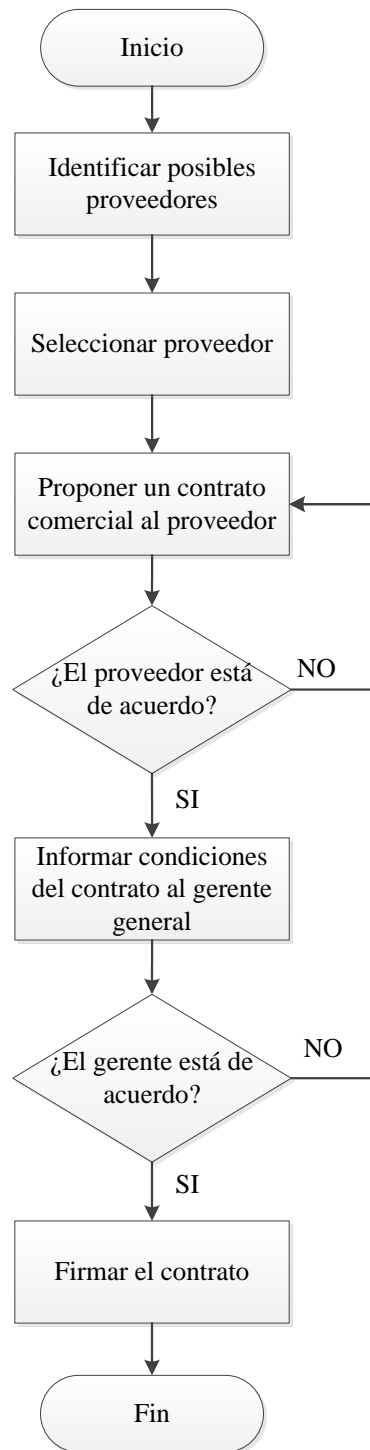 Inicio
Identificar posibles
proveedores
Seleccionar proveedor
Proponer un contrato
comercial al proveedor
¿El proveedor está
de acuerdo?
NO
SI
Informar condiciones
del contrato al gerente
general
¿El gerente está de
acuerdo?
NO
SI
Firmar el contrato
Fin